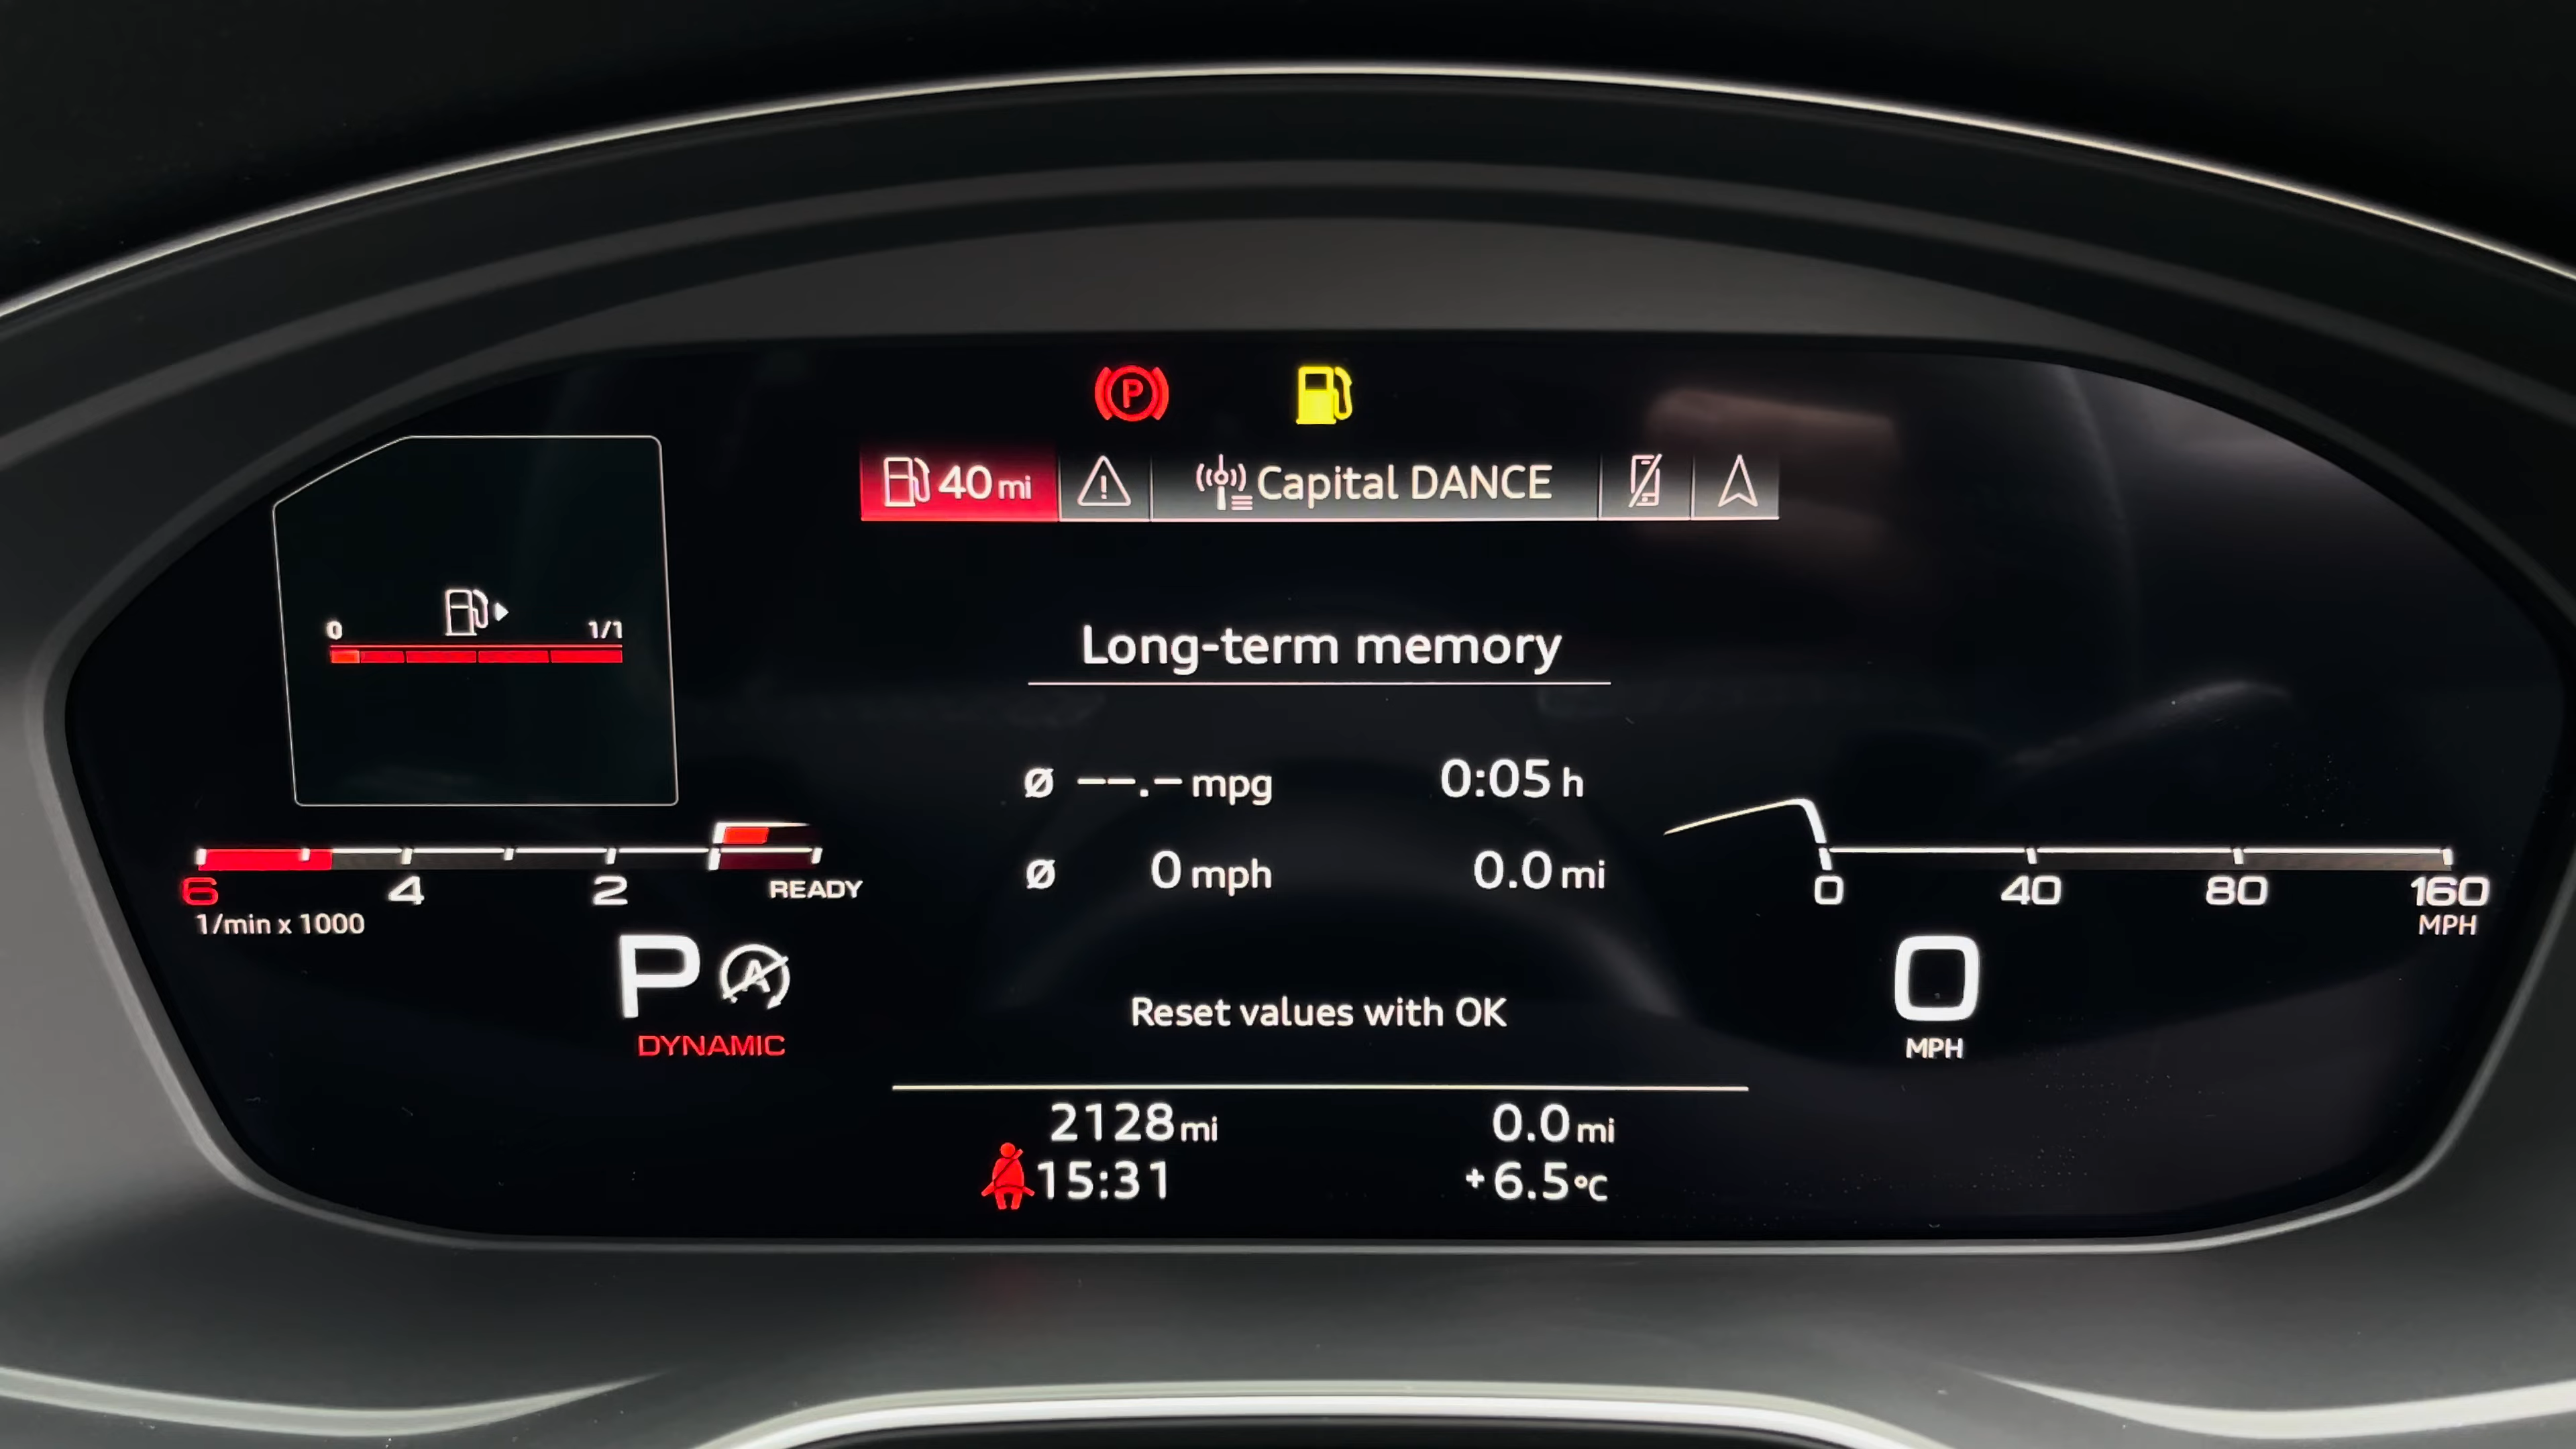 P
40 mi
Capital DANCE
0 1/1
Long-term memory
Ø --.- mpg 0:05 h
Ø 0 mph 0.0 mi
6 4 2 READY
1/min x 1000
0 40 80 160
MPH
P A
DYNAMIC
0
MPH
Reset values with OK
2128 mi 0.0 mi
15:31 +6.5 °C